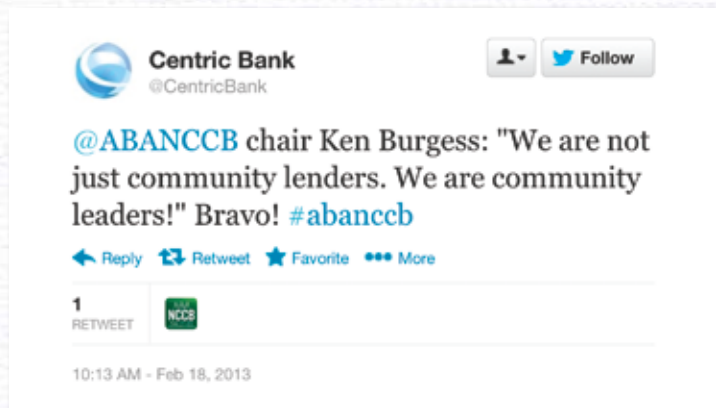 Centric Bank
@CentricBank
Follow
@ABANCCB chair Ken Burgess: "We are not
just community lenders. We are community
leaders!" Bravo! #abanccb
Reply Retweet Favorite More
1
RETWEET
NCCB
10:13 AM - Feb 18, 2013